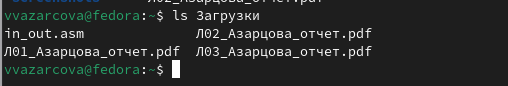 vvazarcova@fedora:~$ ls Загрузки
in_out.asm Л02_Азарцова_отчет.pdf
Л01_Азарцова_отчет.pdf Л03_Азарцова_отчет.pdf
vvazarcova@fedora:~$